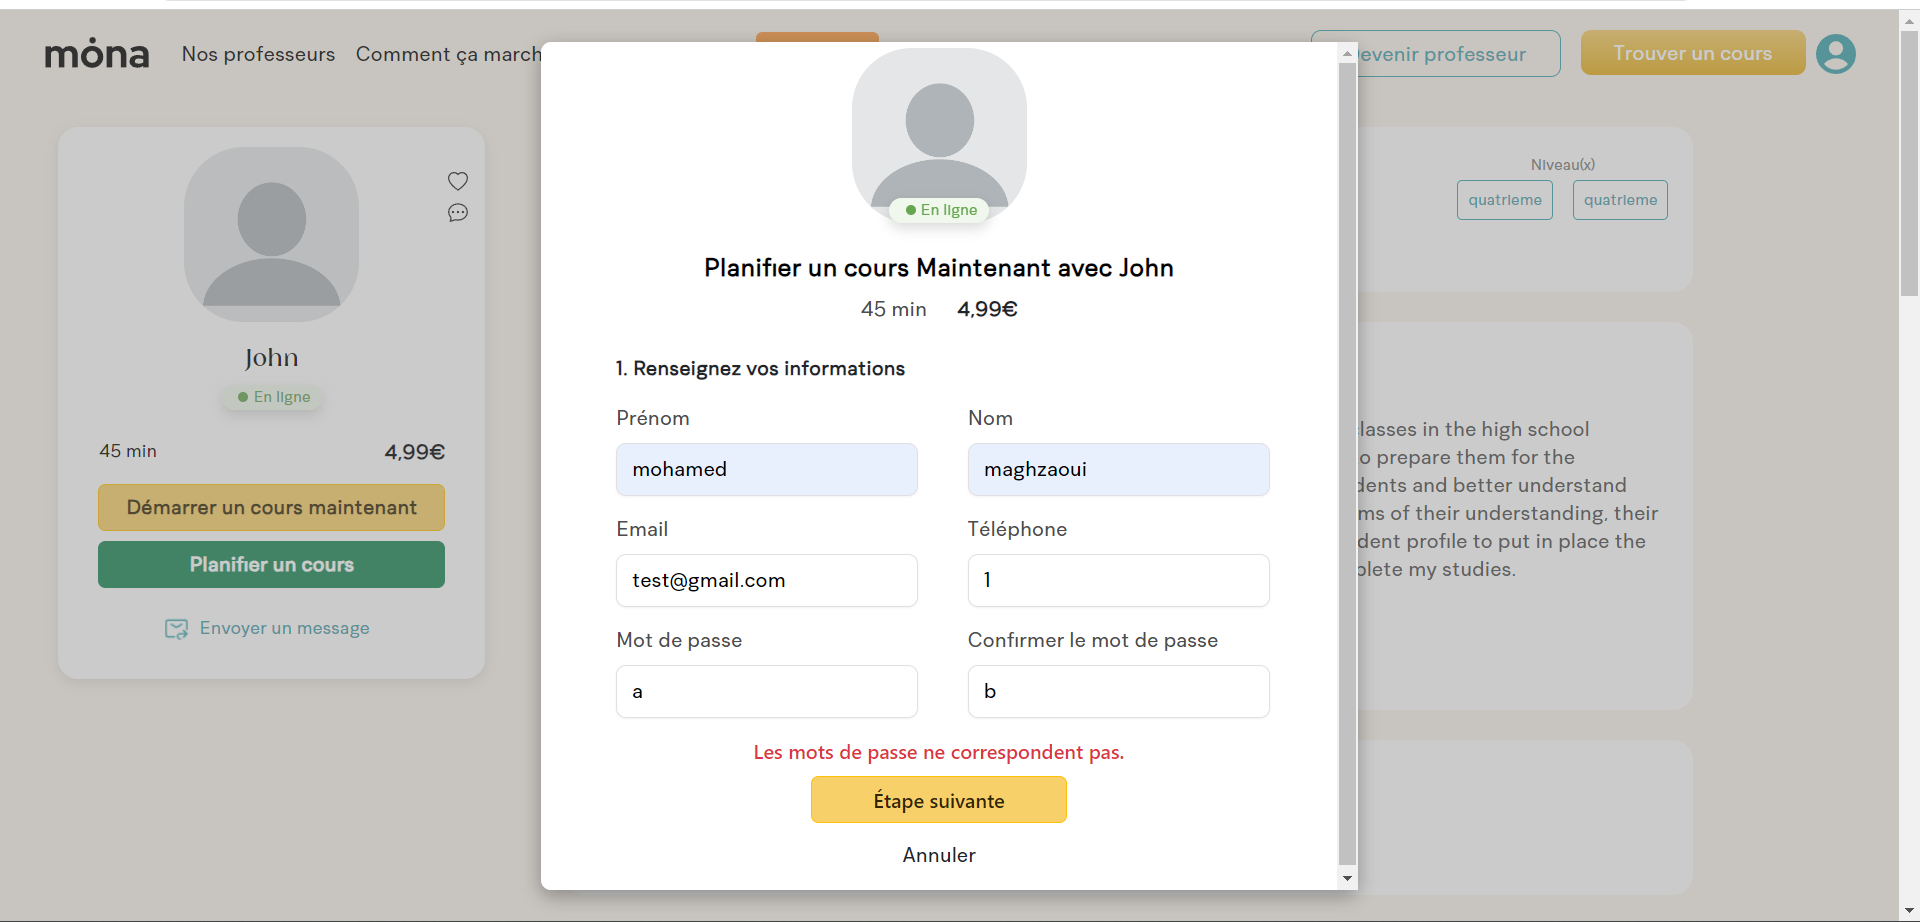 mona
Nos professeurs
Comment ça march
evenir professeur
Trouver un cours
John
En ligne
45 min
4,99€
Démarrer un cours maintenant
Planifier un cours
Envoyer un message
En ligne
Planifier un cours Maintenant avec John
45 min 4,99€
1. Renseignez vos informations
Prénom
Nom
mohamed
maghzaoui
Email
Téléphone
test@gmail.com
1
Mot de passe
Confirmer le mot de passe
a
b
Les mots de passe ne correspondent pas.
Étape suivante
Annuler
Niveau(x)
quatrieme
quatrieme
lasses in the high school
o prepare them for the
dents and better understand
ms of their understanding, their
dent profile to put in place the
plete my studies.